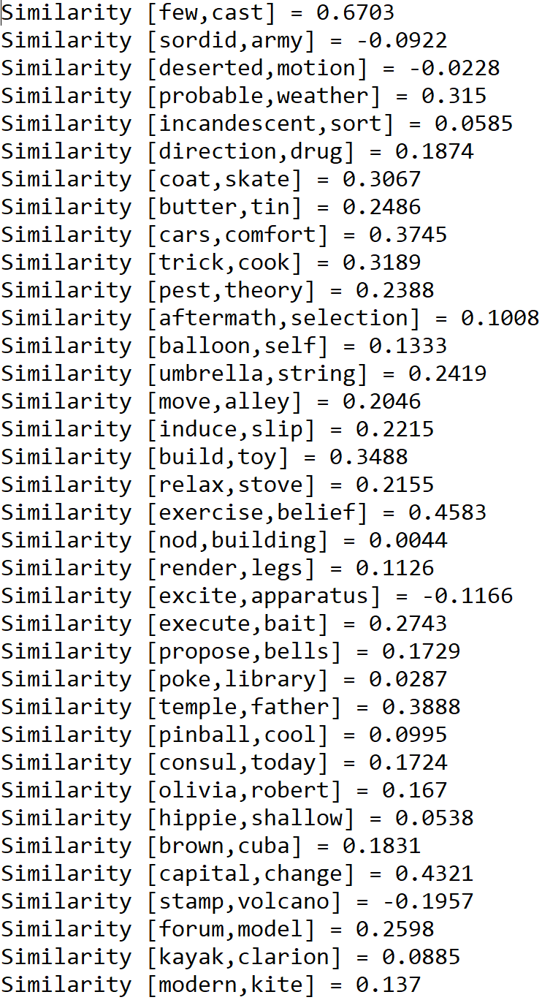 Similarity [few,cast] = 0.6703
Similarity [sordid,army] = -0.0922
Similarity [deserted,motion] = -0.0228
Similarity [probable,weather] = 0.315
Similarity [incandescent,sort] = 0.0585
Similarity [direction,drug] = 0.1874
Similarity [coat,skate] = 0.3067
Similarity [butter,tin] = 0.2486
Similarity [cars,comfort] = 0.3745
Similarity [trick,cook] = 0.3189
Similarity [pest,theory] = 0.2388
Similarity [aftermath,selection] = 0.1008
Similarity [balloon,self] = 0.1333
Similarity [umbrella,string] = 0.2419
Similarity [move,alley] = 0.2046
Similarity [induce,slip] = 0.2215
Similarity [build,toy] = 0.3488
Similarity [relax,stove] = 0.2155
Similarity [exercise,belief] = 0.4583
Similarity [nod,building] = 0.0044
Similarity [render,legs] = 0.1126
Similarity [excite,apparatus] = -0.1166
Similarity [execute,bait] = 0.2743
Similarity [propose,bells] = 0.1729
Similarity [poke,library] = 0.0287
Similarity [temple,father] = 0.3888
Similarity [pinball,cool] = 0.0995
Similarity [consul,today] = 0.1724
Similarity [olivia,robert] = 0.167
Similarity [hippie,shallow] = 0.0538
Similarity [brown,cuba] = 0.1831
Similarity [capital,change] = 0.4321
Similarity [stamp,volcano] = -0.1957
Similarity [forum,model] = 0.2598
Similarity [kayak,clarion] = 0.0885
Similarity [modern,kite] = 0.137